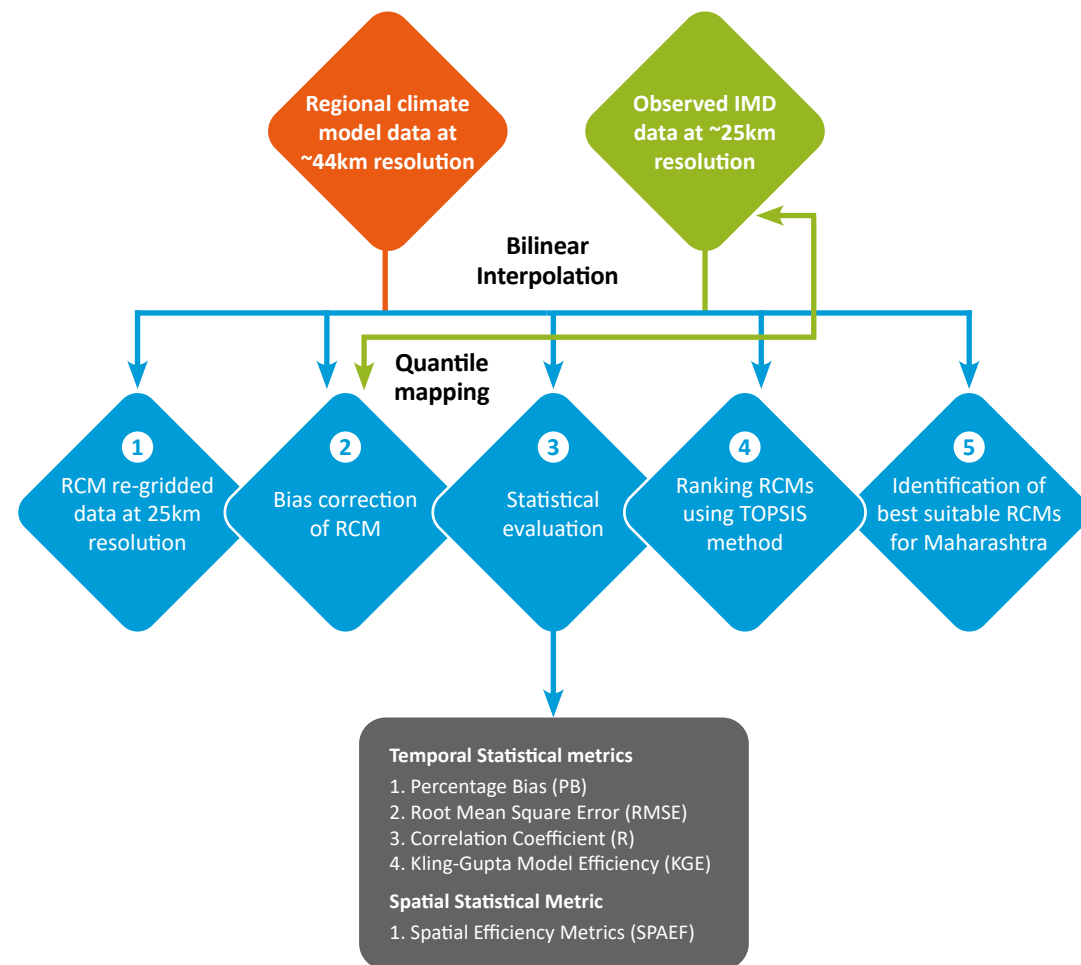 Regional climate
model data at
~44km resolution
Observed IMD
data at ~25km
resolution
Bilinear
Interpolation
Quantile
mapping
1
RCM re-gridded
data at 25km
resolution
2
Bias correction
of RCM
3
Statistical
evaluation
4
Ranking RCMs
using TOPSIS
method
5
Identification of
best suitable RCMs
for Maharashtra
Temporal Statistical metrics
1. Percentage Bias (PB)
2. Root Mean Square Error (RMSE)
3. Correlation Coefficient (R)
4. Kling-Gupta Model Efficiency (KGE)
Spatial Statistical Metric
1. Spatial Efficiency Metrics (SPAEF)